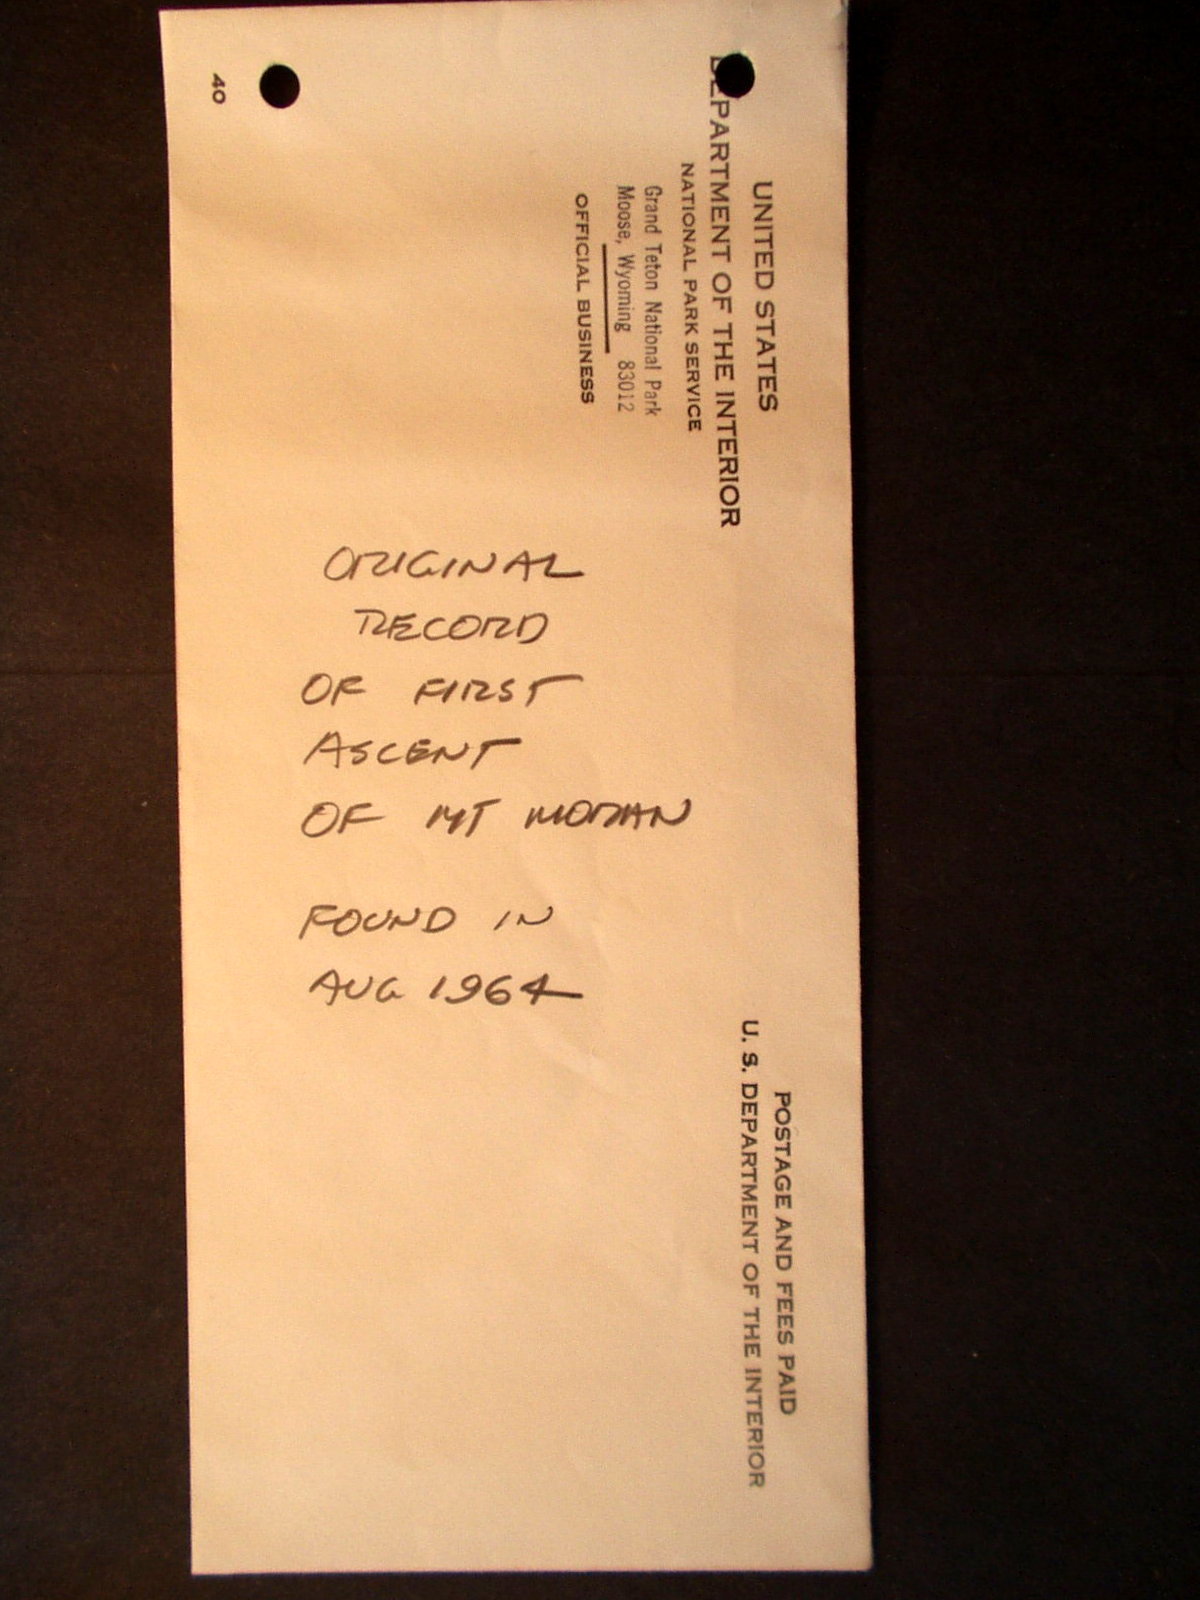 UNITED STATES
DEPARTMENT OF THE INTERIOR
NATIONAL PARK SERVICE
Grand Teton National Park
Moose, Wyoming 83012
OFFICIAL BUSINESS
40
POSTAGE AND FEES PAID
U. S. DEPARTMENT OF THE INTERIOR
ORIGINAL
RECORD
OF FIRST
ASCENT
OF MT MORAN
FOUND IN
AUG 1964